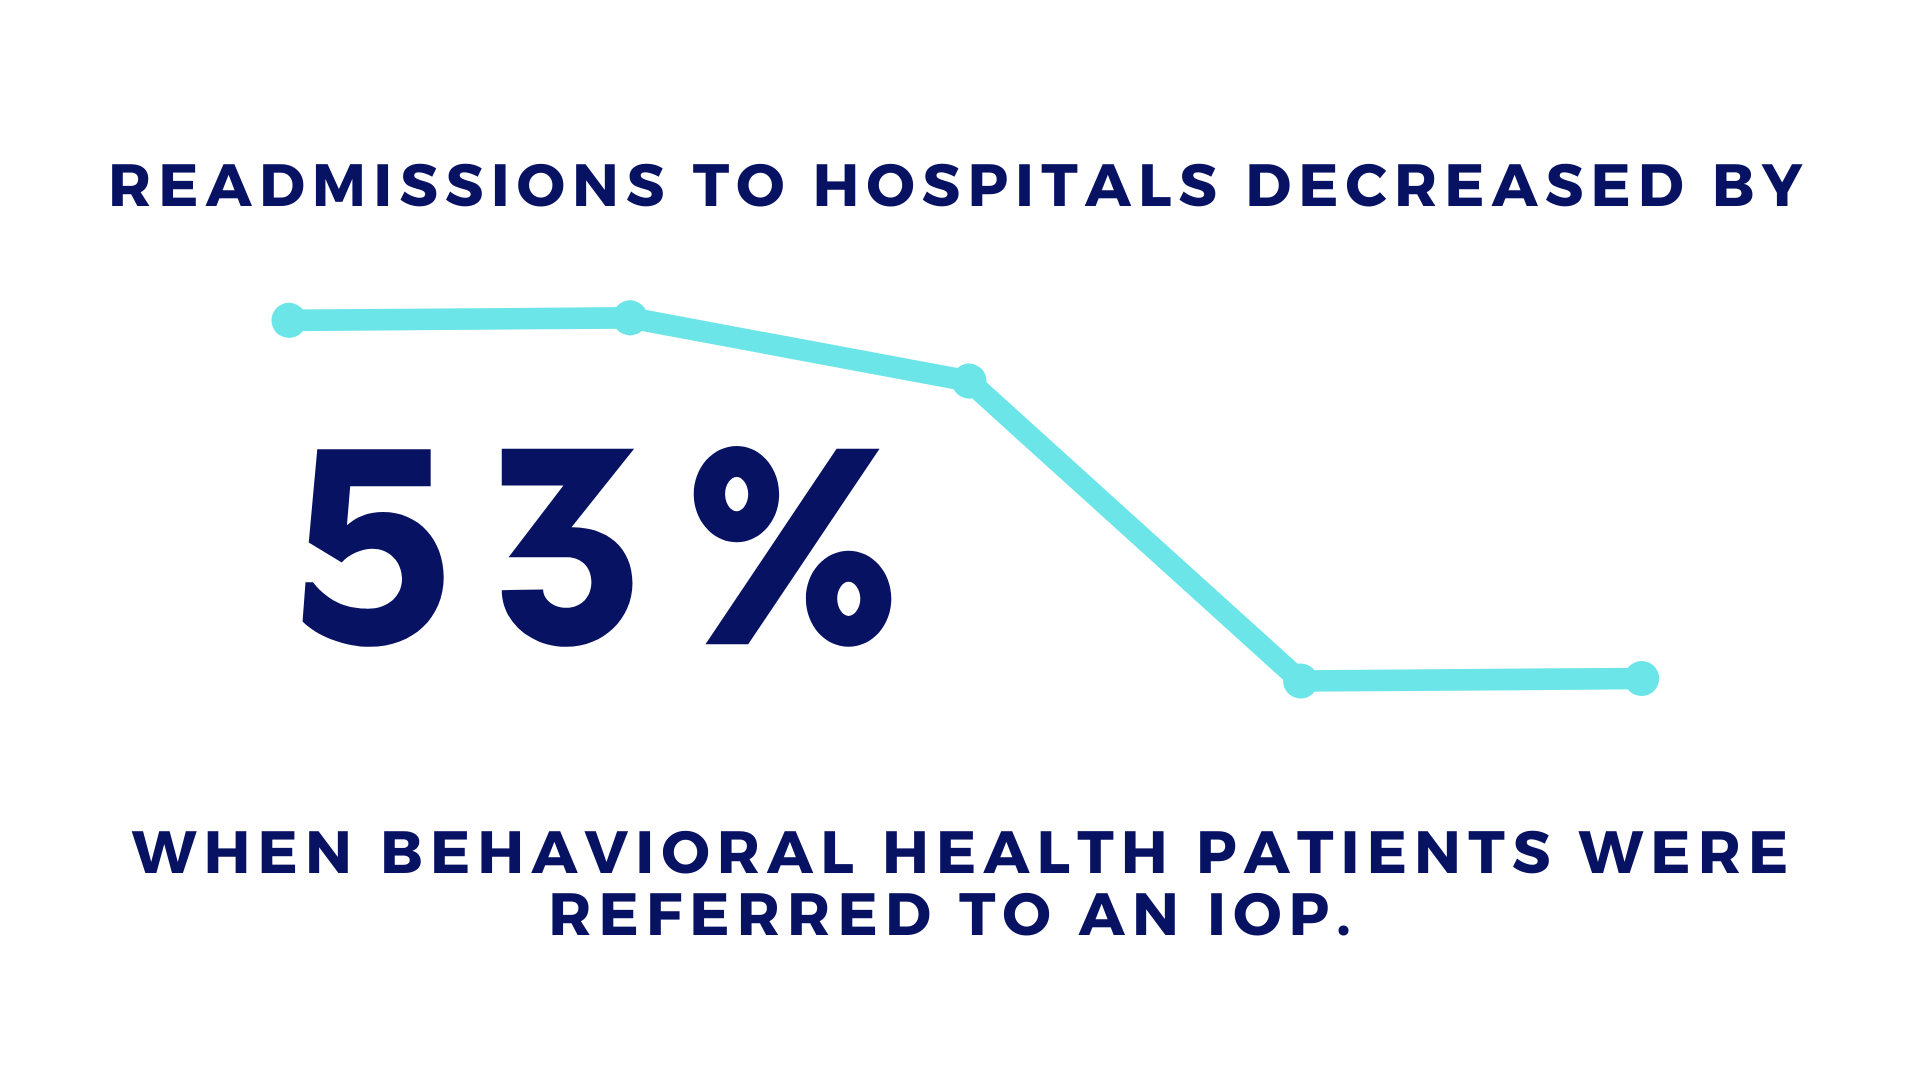 READMISSIONS TO HOSPITALS DECREASED BY
53%
WHEN BEHAVIORAL HEALTH PATIENTS WERE
REFERRED TO AN IOP.